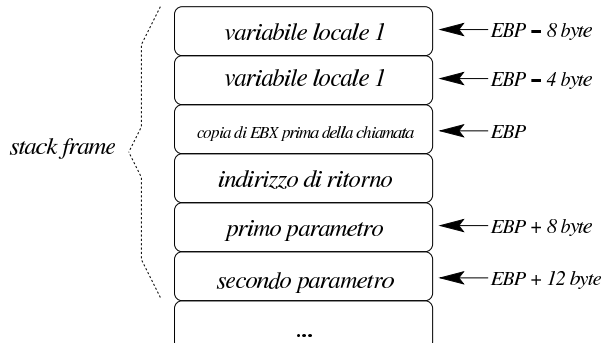 variabile locale 1
EBP – 8 byte
variabile locale 1
EBP – 4 byte
copia di EBX prima della chiamata
EBP
stack frame
indirizzo di ritorno
primo parametro
EBP + 8 byte
secondo parametro
EBP + 12 byte
...